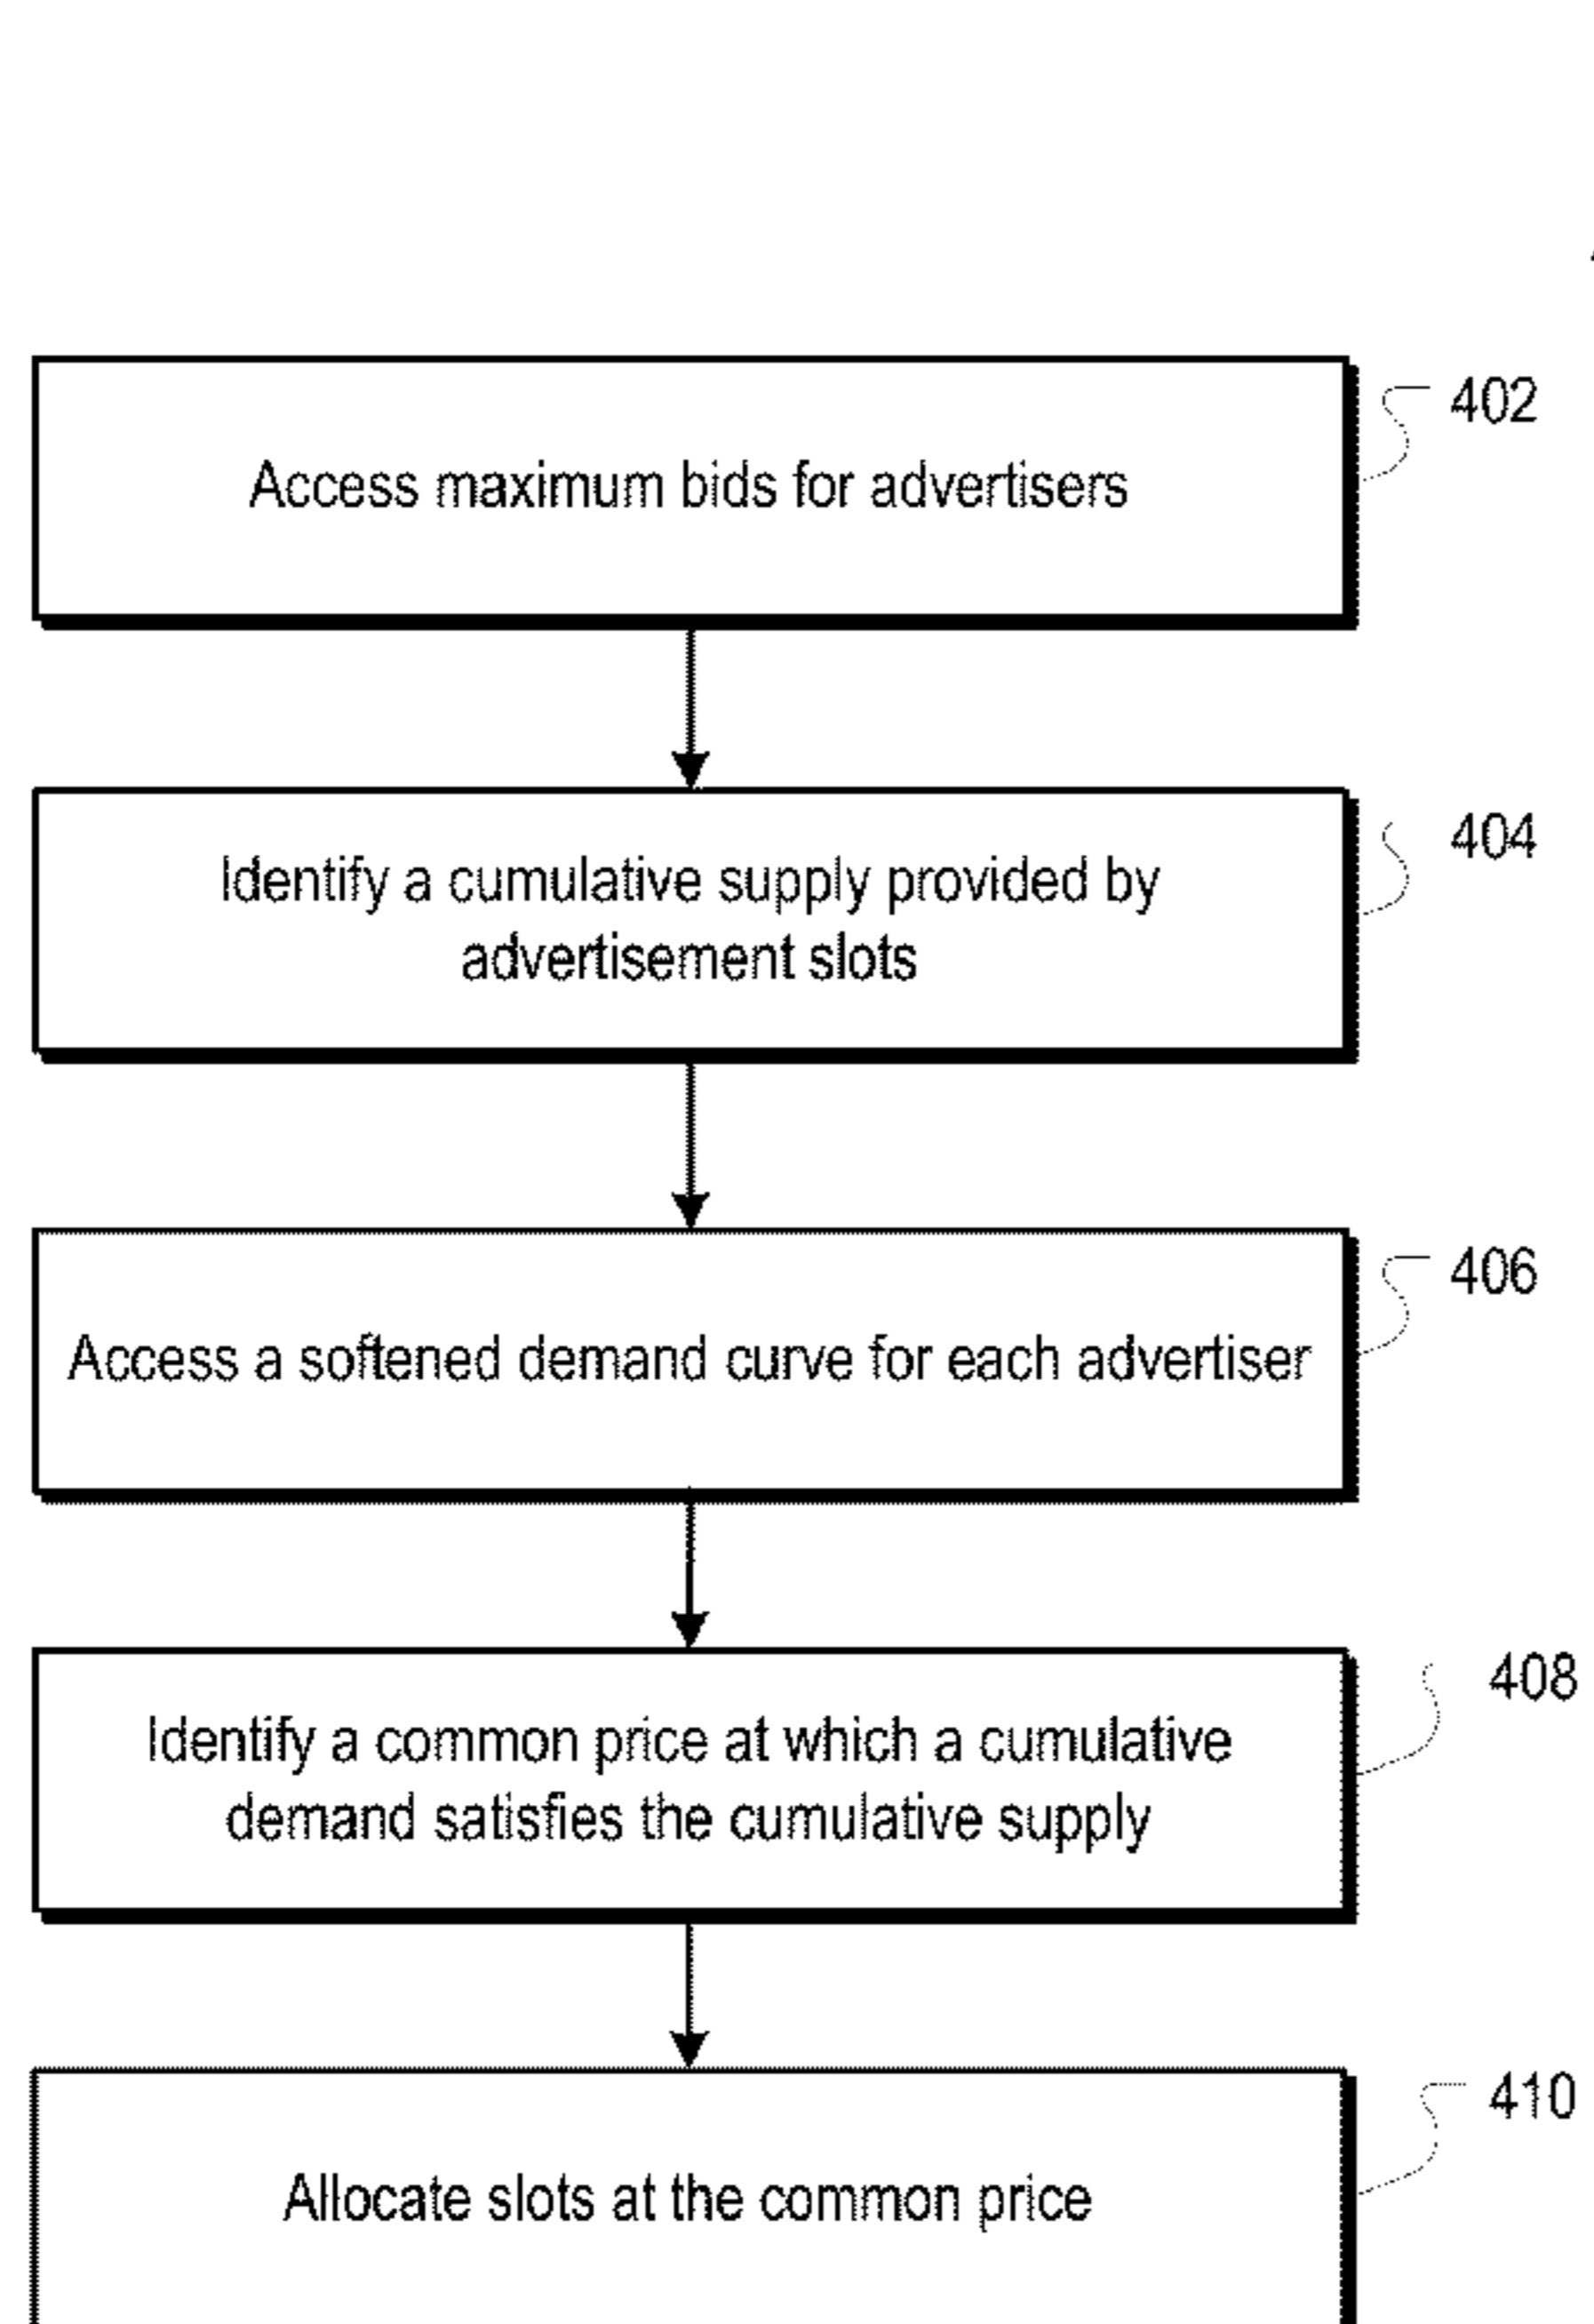 402
Access maximum bids for advertisers
404
Identify a cumulative supply provided by
advertisement slots
406
Access a softened demand curve for each advertiser
408
Identify a common price at which a cumulative
demand satisfies the cumulative supply
410
Allocate slots at the common price